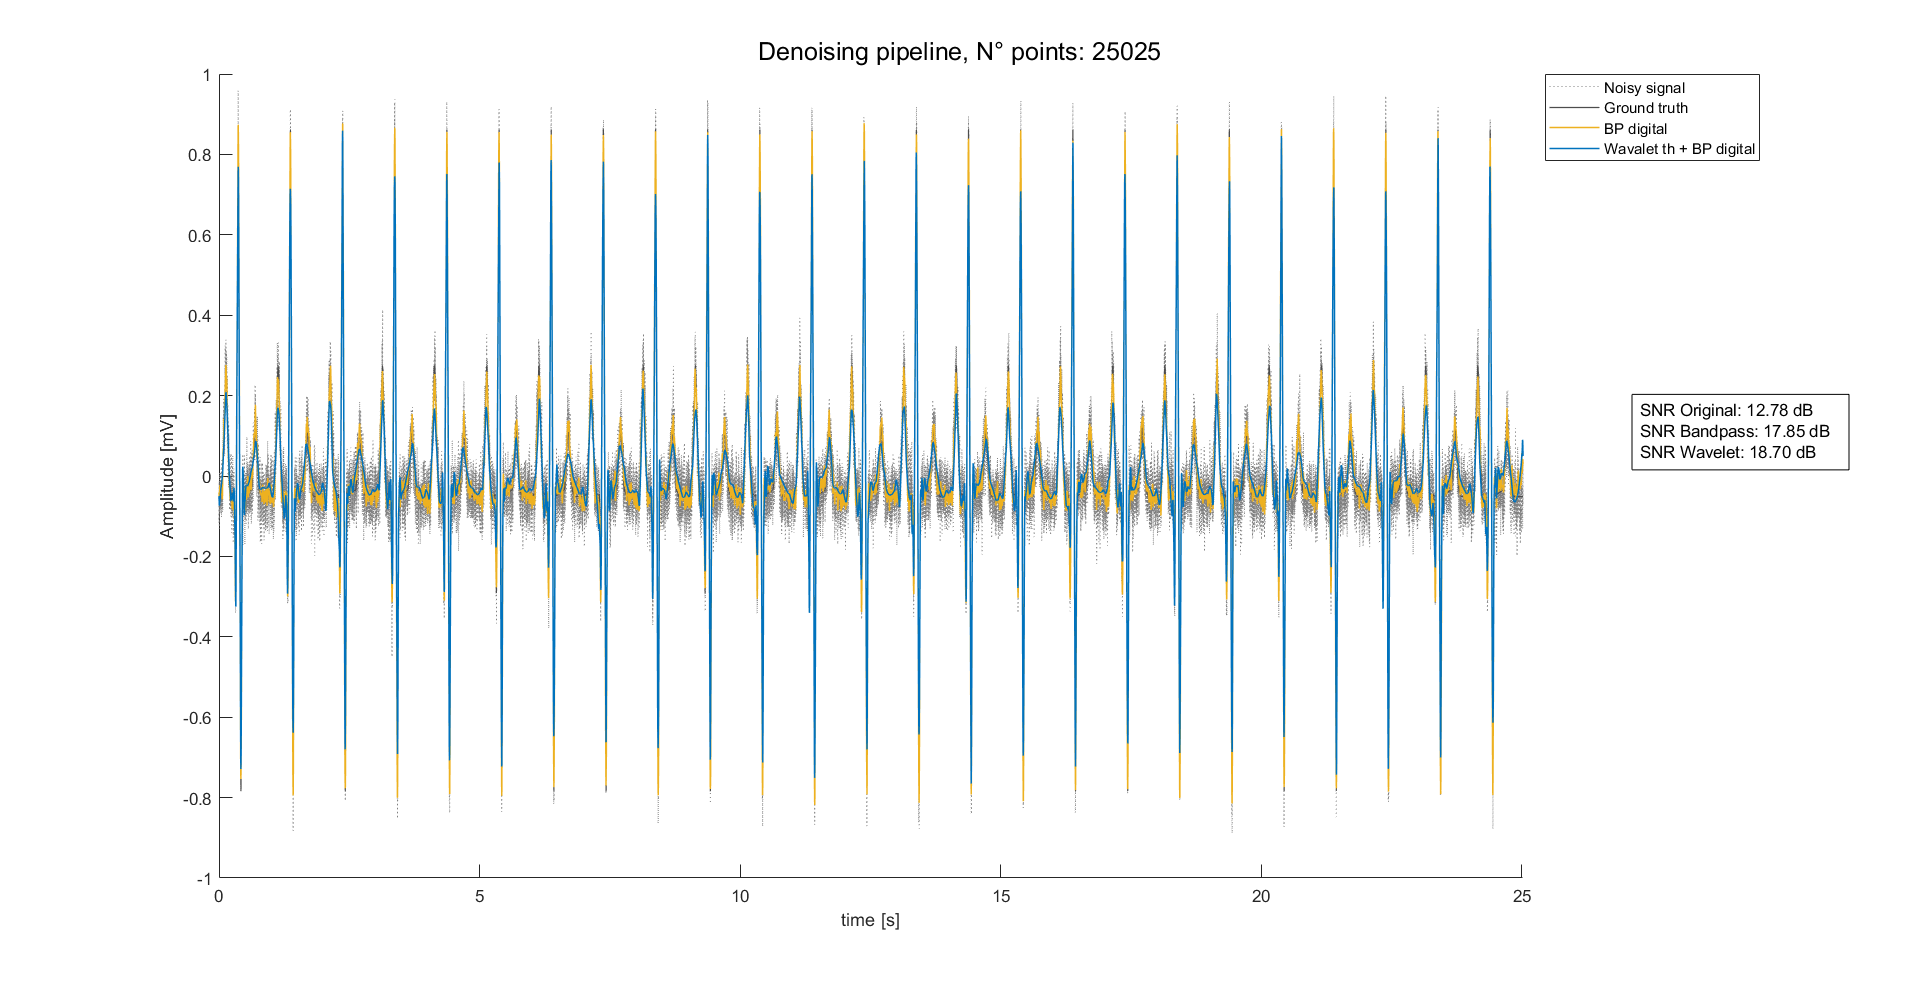 Denoising pipeline, N° points: 25025
Noisy signal
Ground truth
BP digital
Wavalet th + BP digital
SNR Original: 12.78 dB
SNR Bandpass: 17.85 dB
SNR Wavelet: 18.70 dB
Amplitude [mV]
1
0.8
0.6
0.4
0.2
0
-0.2
-0.4
-0.6
-0.8
-1
0
5
10
15
20
25
time [s]